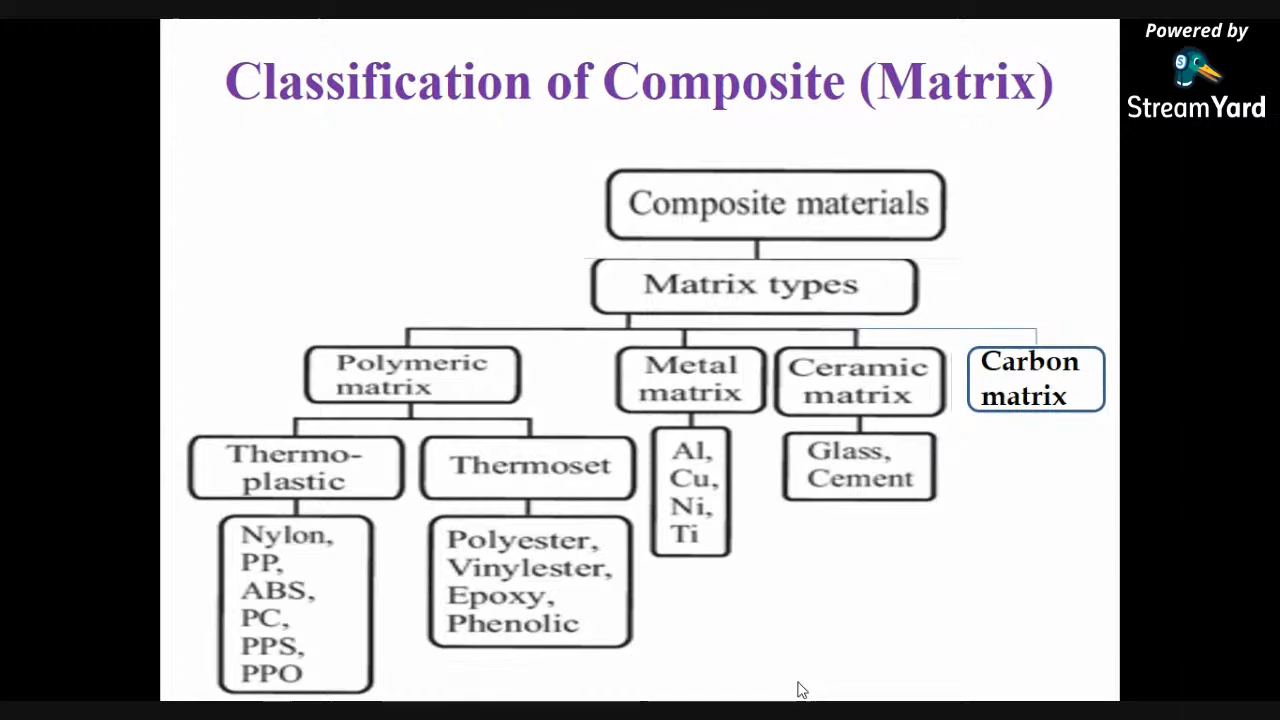 Powered by
StreamYard
Classification of Composite (Matrix)
Composite materials
Matrix types
Polymeric
matrix
Metal
matrix
Ceramic
matrix
Carbon
matrix
Thermo-
plastic
Thermoset
Al,
Cu,
Ni,
Ti
Glass,
Cement
Nylon,
PP,
ABS,
PC,
PPS,
PPO
Polyester,
Vinylester,
Epoxy,
Phenolic